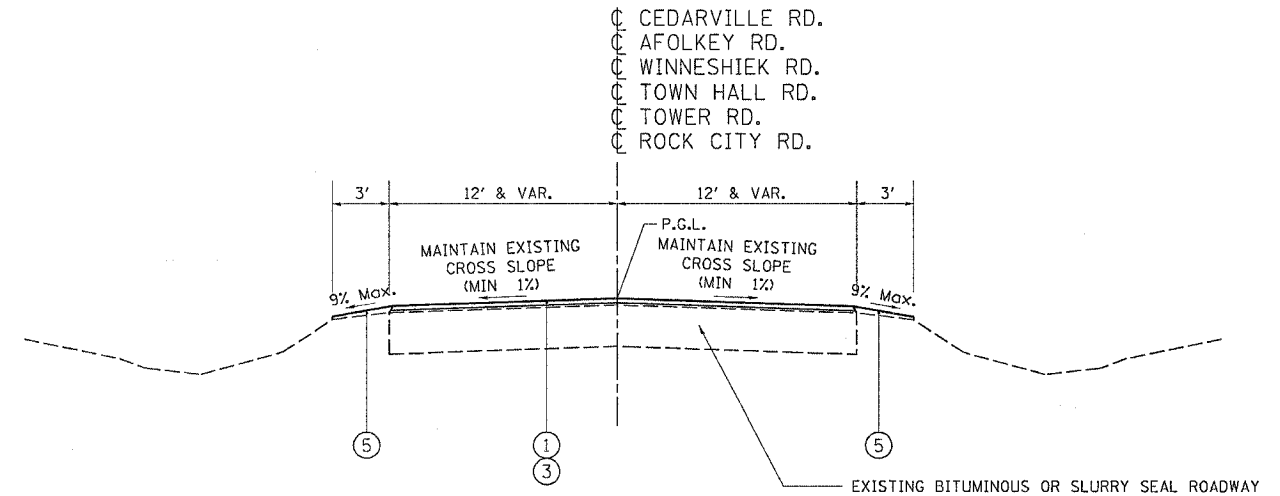 ℄ CEDARVILLE RD.
℄ AFOLKEY RD.
℄ WINNESHIEK RD.
℄ TOWN HALL RD.
℄ TOWER RD.
℄ ROCK CITY RD.
3' 12' & VAR. 12' & VAR. 3'
P.G.L.
MAINTAIN EXISTING
CROSS SLOPE
(MIN 1%)
MAINTAIN EXISTING
CROSS SLOPE
(MIN 1%)
9% Max.
9% Max.
5
1
3
5
EXISTING BITUMINOUS OR SLURRY SEAL ROADWAY